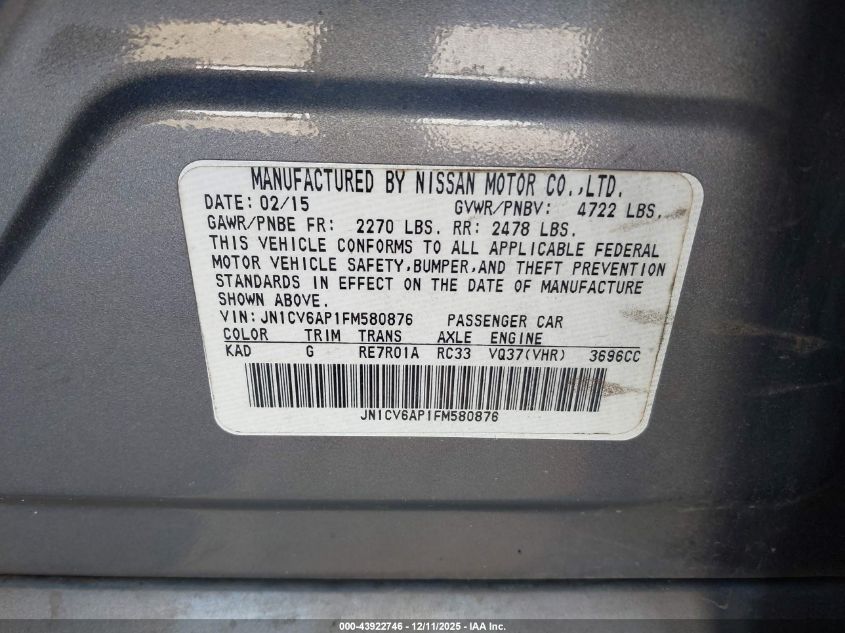 MANUFACTURED BY NISSAN MOTOR CO.,LTD.
DATE: 02/15 GVWR/PNBV: 4722 LBS.
GAWR/PNBE FR: 2270 LBS. RR: 2478 LBS.
THIS VEHICLE CONFORMS TO ALL APPLICABLE FEDERAL
MOTOR VEHICLE SAFETY,BUMPER,AND THEFT PREVENTION
STANDARDS IN EFFECT ON THE DATE OF MANUFACTURE
SHOWN ABOVE.
VIN: JN1CV6AP1FM580876 PASSENGER CAR
COLOR TRIM TRANS AXLE ENGINE
KAD G RE7R01A RC33 VQ37(VHR) 3696CC
JN1CV6AP1FM580876
000-43922746 - 12/11/2025 - IAA Inc.